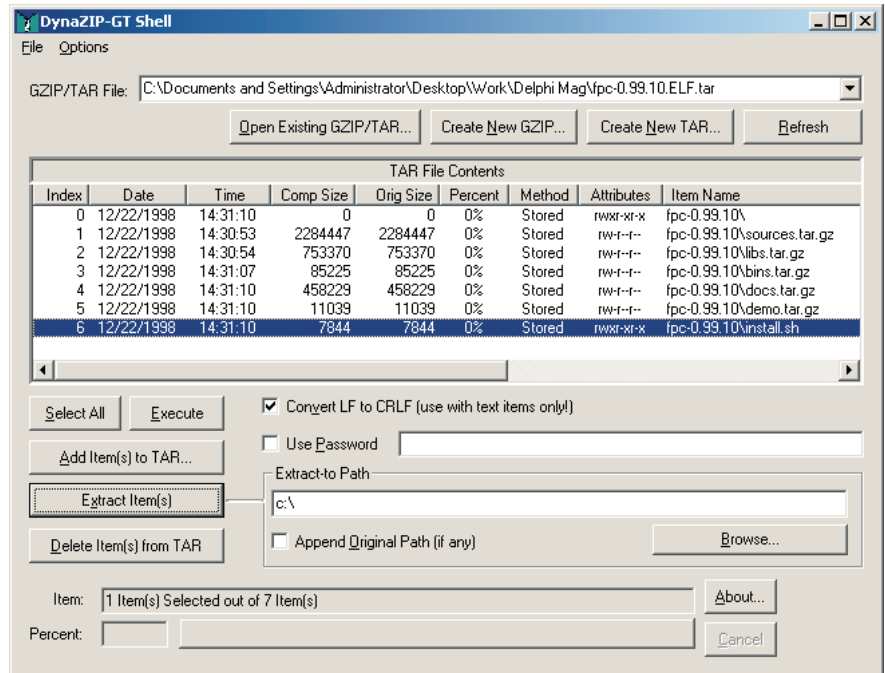 DynaZIP-GT Shell
File Options
GZIP/TAR File: C:\Documents and Settings\Administrator\Desktop\Work\Delphi Mag\fpc-0.99.10.ELF.tar
Open Existing GZIP/TAR... Create New GZIP... Create New TAR... Refresh
TAR File Contents
Index Date Time Comp Size Orig Size Percent Method Attributes Item Name
0 12/22/1998 14:31:10 0 0 0% Stored rwxr-xr-x fpc-0.99.10\
1 12/22/1998 14:30:53 2284447 2284447 0% Stored rw-r--r-- fpc-0.99.10\sources.tar.gz
2 12/22/1998 14:30:54 753370 753370 0% Stored rw-r--r-- fpc-0.99.10\libs.tar.gz
3 12/22/1998 14:31:07 85225 85225 0% Stored rw-r--r-- fpc-0.99.10\bins.tar.gz
4 12/22/1998 14:31:10 458229 458229 0% Stored rw-r--r-- fpc-0.99.10\docs.tar.gz
5 12/22/1998 14:31:10 11039 11039 0% Stored rw-r--r-- fpc-0.99.10\demo.tar.gz
6 12/22/1998 14:31:10 7844 7844 0% Stored rwxr-xr-x fpc-0.99.10\install.sh
Select All Execute Convert LF to CRLF (use with text items only!)
Use Password
Add Item(s) to TAR...
Extract-to Path
Extract Item(s) c:\
Delete Item(s) from TAR Append Original Path (if any) Browse...
Item: 1 Item(s) Selected out of 7 Item(s) About...
Percent: Cancel